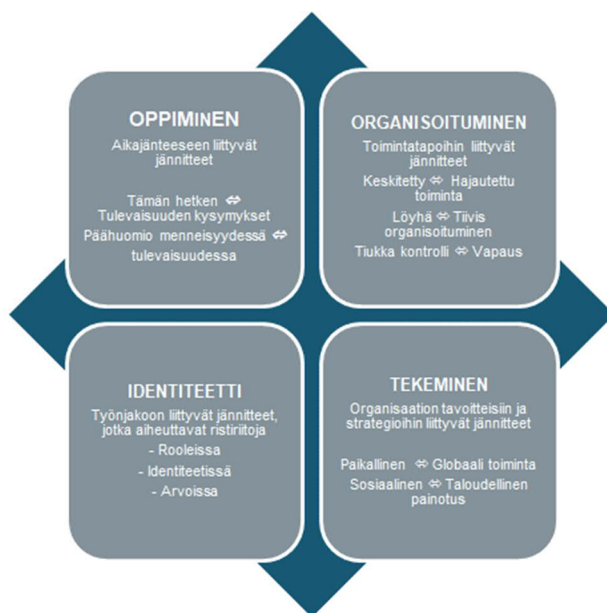 OPPIMINEN
Aikajänteeseen liittyvät
jännitteet
Tämän hetken ⇔
Tulevaisuuden kysymykset
Päähuomio menneisyydessä ⇔
tulevaisuudessa
ORGANISOITUMINEN
Toimintatapoihin liittyvät
jännitteet
Keskitetty ⇔ Hajautettu
toiminta
Löyhä ⇔ Tiivis
organisoituminen
Tiukka kontrolli ⇔ Vapaus
IDENTITEETTI
Työnjakoon liittyvät jännitteet,
jotka aiheuttavat ristiriitoja
- Rooleissa
- Identiteetissä
- Arvoissa
TEKEMINEN
Organisaation tavoitteisiin ja
strategioihin liittyvät jännitteet
Paikallinen ⇔ Globaali toiminta
Sosiaalinen ⇔ Taloudellinen
painotus